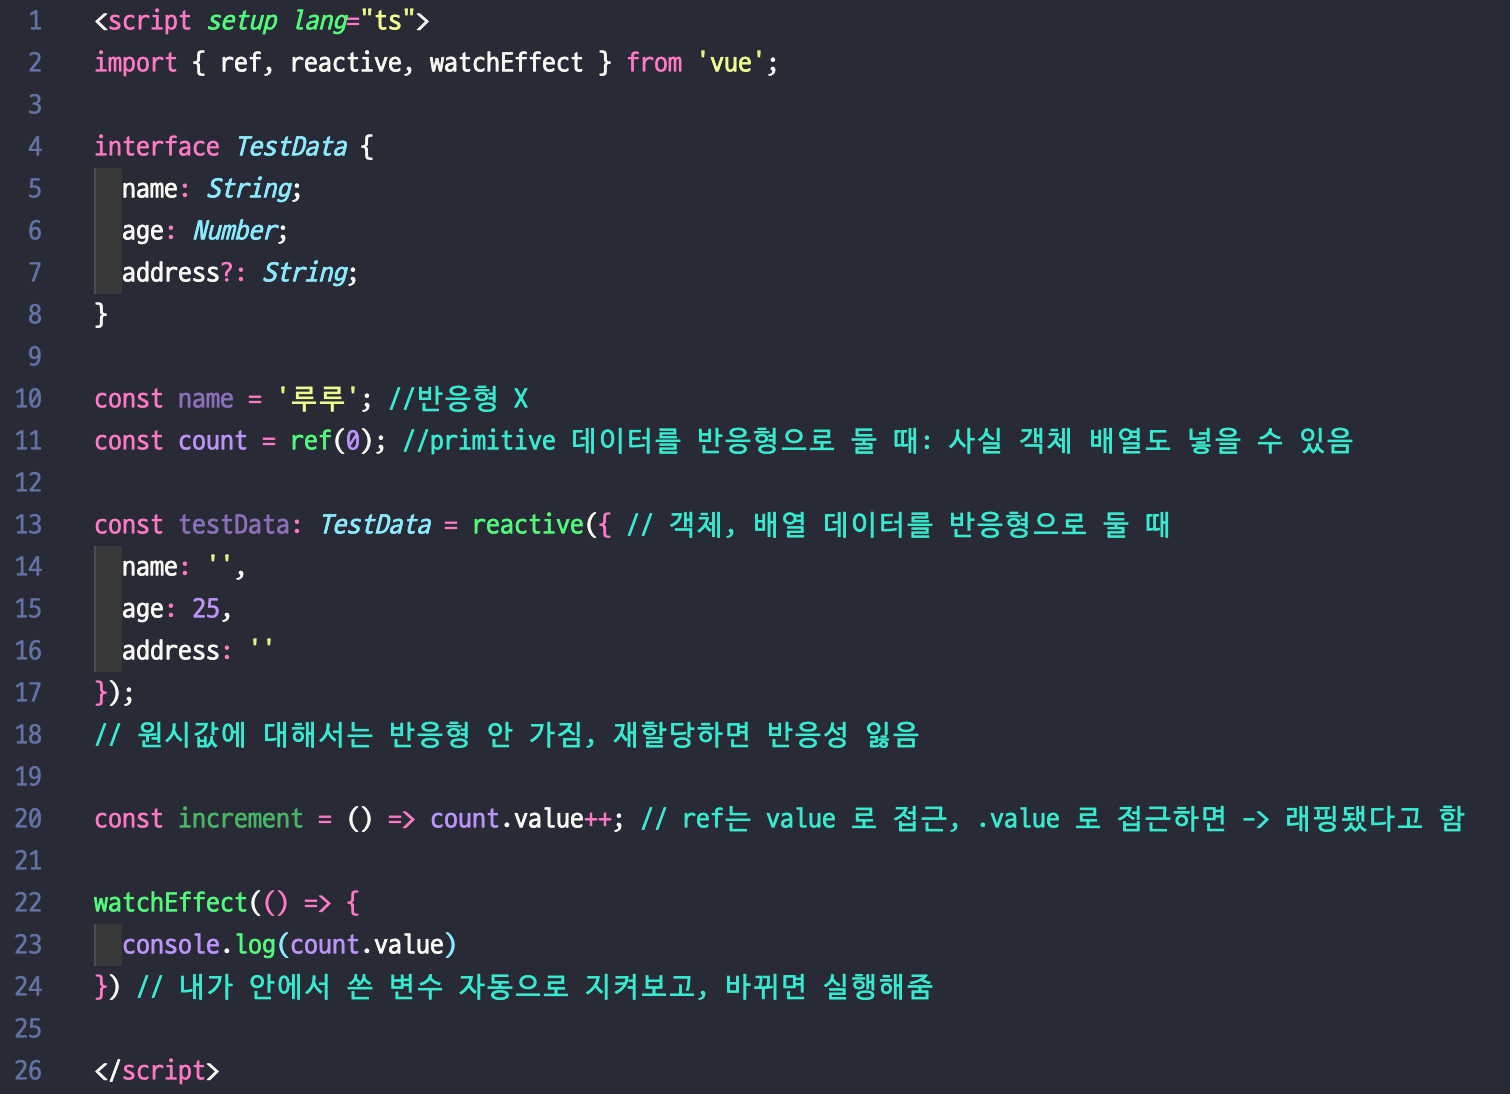 1 <script setup lang="ts">
2 import { ref, reactive, watchEffect } from 'vue';
3
4 interface TestData {
5 name: String;
6 age: Number;
7 address?: String;
8 }
9
10 const name = '루루'; //반응형 X
11 const count = ref(0); //primitive 데이터를 반응형으로 둘 때: 사실 객체 배열도 넣을 수 있음
12
13 const testData: TestData = reactive({ // 객체, 배열 데이터를 반응형으로 둘 때
14 name: '',
15 age: 25,
16 address: ''
17 });
18 // 원시값에 대해서는 반응형 안 가짐, 재할당하면 반응성 잃음
19
20 const increment = () => count.value++; // ref는 value 로 접근, .value 로 접근하면 -> 래핑됐다고 함
21
22 watchEffect(() => {
23 console.log(count.value)
24 }) // 내가 안에서 쓴 변수 자동으로 지켜보고, 바뀌면 실행해줌
25
26 </script>